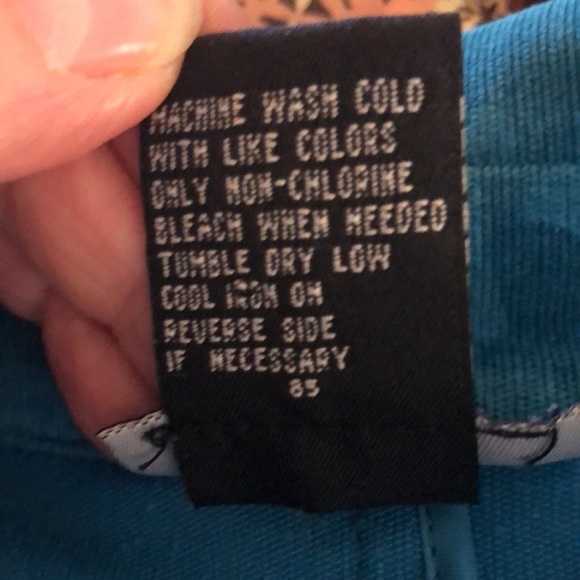 MACHINE WASH COLD
WITH LIKE COLORS
ONLY NON-CHLORINE
BLEACH WHEN NEEDED
TUMBLE DRY LOW
COOL IRON ON
REVERSE SIDE
IF NECESSARY
85